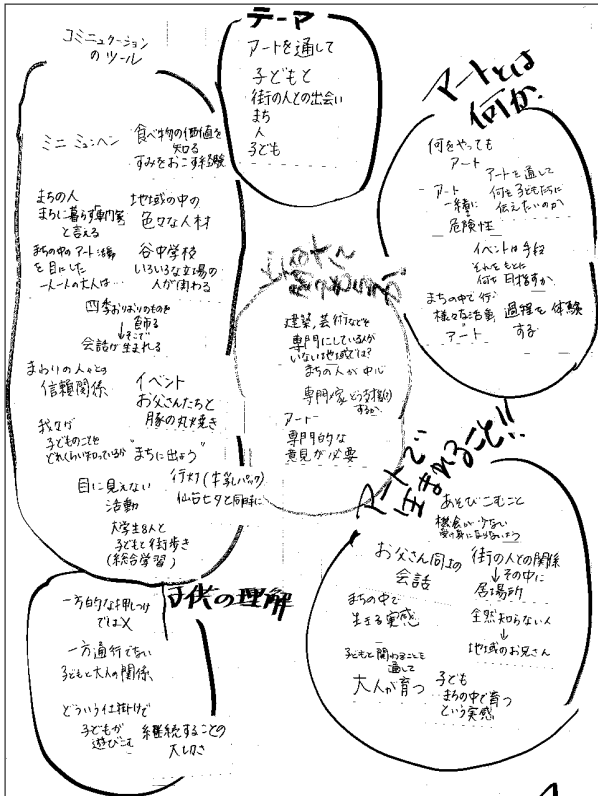 コミニュケーション
のツール
ミニ ミュンヘン
食べ物の価値を
知る
すみをおこす経験
まちの人
まちに暮らす専門家
と言える
地域の中の
色々な人材
まちの中のアート活動
を目にした
一人一人の大人は…
谷中学校
いろいろな立場の
人が関わる
四季おりおりのものを
飾る
↓そこで
会話が生まれる
まわりの人々との
信頼関係
イベント
お父さんたちと
豚の丸焼き
我々が
子どものことを
どれくらい知っているか
"まちに出よう"
目に見えない
活動
行灯(牛乳パック)
仙台七夕と同時に
大学生8人と
子どもと街歩き
(総合学習)
テーマ
アートを通して
子どもと
街の人との出会い
まち
人
子ども
アートとは
何か
何をやっても
アート
アートを通して
何を子どもたちに
伝えたいのか
アート
一緒に
危険性
イベントは手段
それをもとに
何を目指すか
まちの中で行う
様々な活動
アート
過程を体験
する
建築、芸術などを
専門にしている人が
いない地域では?
まちの人が中心
専門家どう支援
するか
アート
専門的な
意見が必要
アートで
生まれること!!
あそびこむこと
機会が少ない
受け身にならないよう
お父さん同士の
会話
街の人との関係
↓その中に
居場所
まちの中で
生きる実感
全然知らない人
↓
地域のお兄さん
子どもと関わることを
通して
大人が育つ
子ども
まちの中で育つ
という実感
子供の理解
一方的な押しつけ
では×
一方通行でない
子どもと大人の関係
どういう仕掛けで
子どもが
遊びこむ
継続することの
大切さ